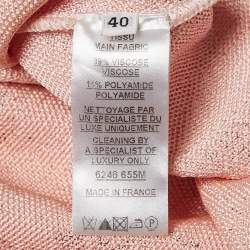 40
TISSU
MAIN FABRIC
VISCOSE
VISCOSE
POLYAMIDE
POLYAMIDE
NETTOYAGE PAR
UN SPECIALISTE DU
LUXE UNIQUEMENT
CLEANING BY
A SPECIALIST OF
LUXURY ONLY
6246 655M
MADE IN FRANCE